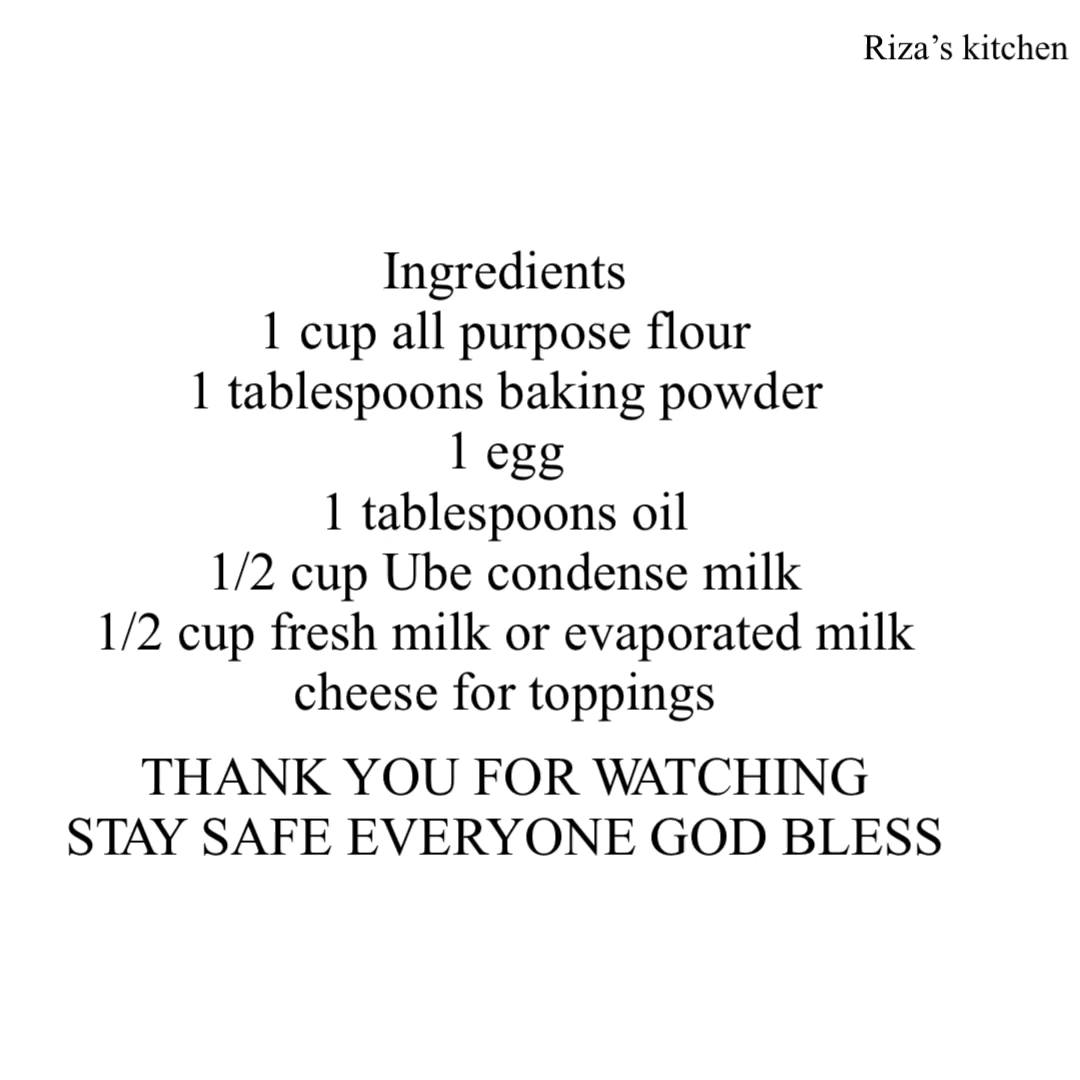 Riza’s kitchen
Ingredients
1 cup all purpose flour
1 tablespoons baking powder
1 egg
1 tablespoons oil
1/2 cup Ube condense milk
1/2 cup fresh milk or evaporated milk
cheese for toppings
THANK YOU FOR WATCHING
STAY SAFE EVERYONE GOD BLESS